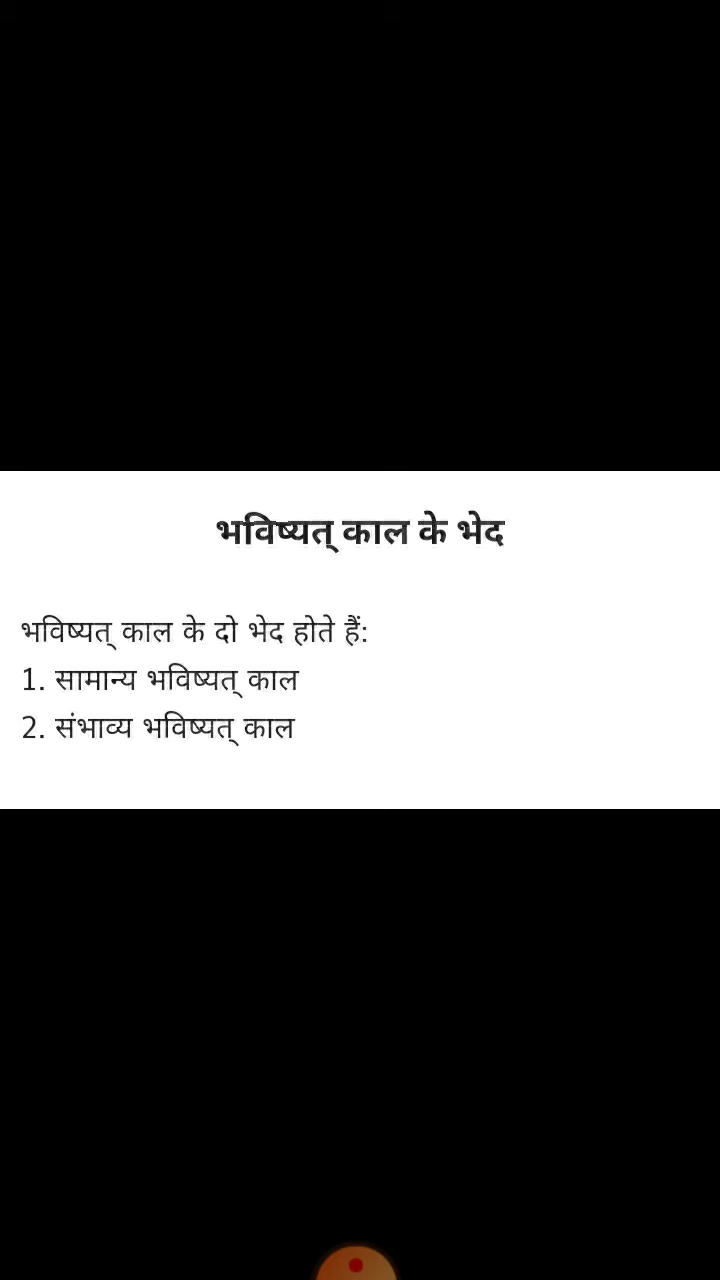 भविष्यत् काल के भेद
भविष्यत् काल के दो भेद होते हैं:
1. सामान्य भविष्यत् काल
2. संभाव्य भविष्यत् काल